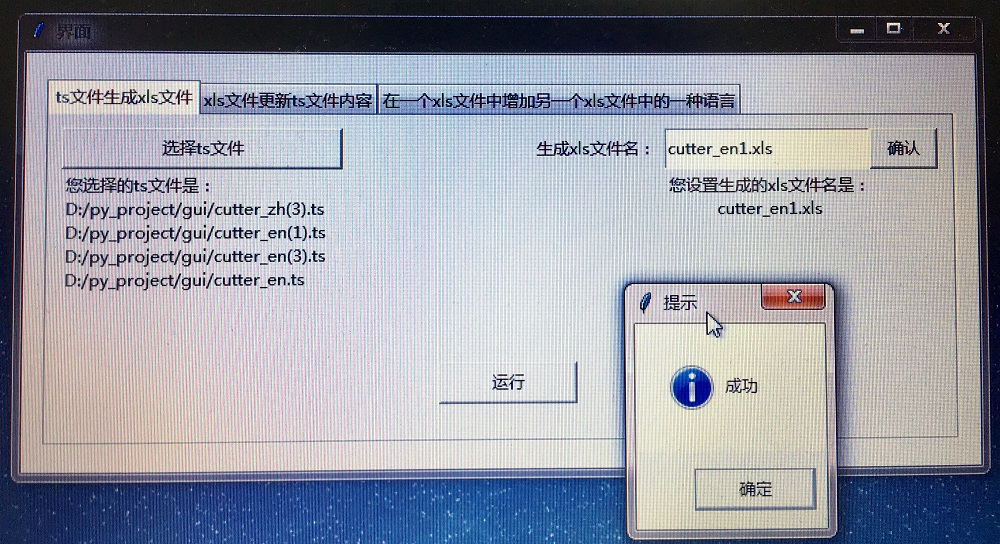 界面
ts文件生成xls文件
xls文件更新ts文件内容
在一个xls文件中增加另一个xls文件中的一种语言
选择ts文件
生成xls文件名：
cutter_en1.xls
确认
您选择的ts文件是：
D:/py_project/gui/cutter_zh(3).ts
D:/py_project/gui/cutter_en(1).ts
D:/py_project/gui/cutter_en(3).ts
D:/py_project/gui/cutter_en.ts
您设置生成的xls文件名是：
cutter_en1.xls
运行
提示
成功
确定